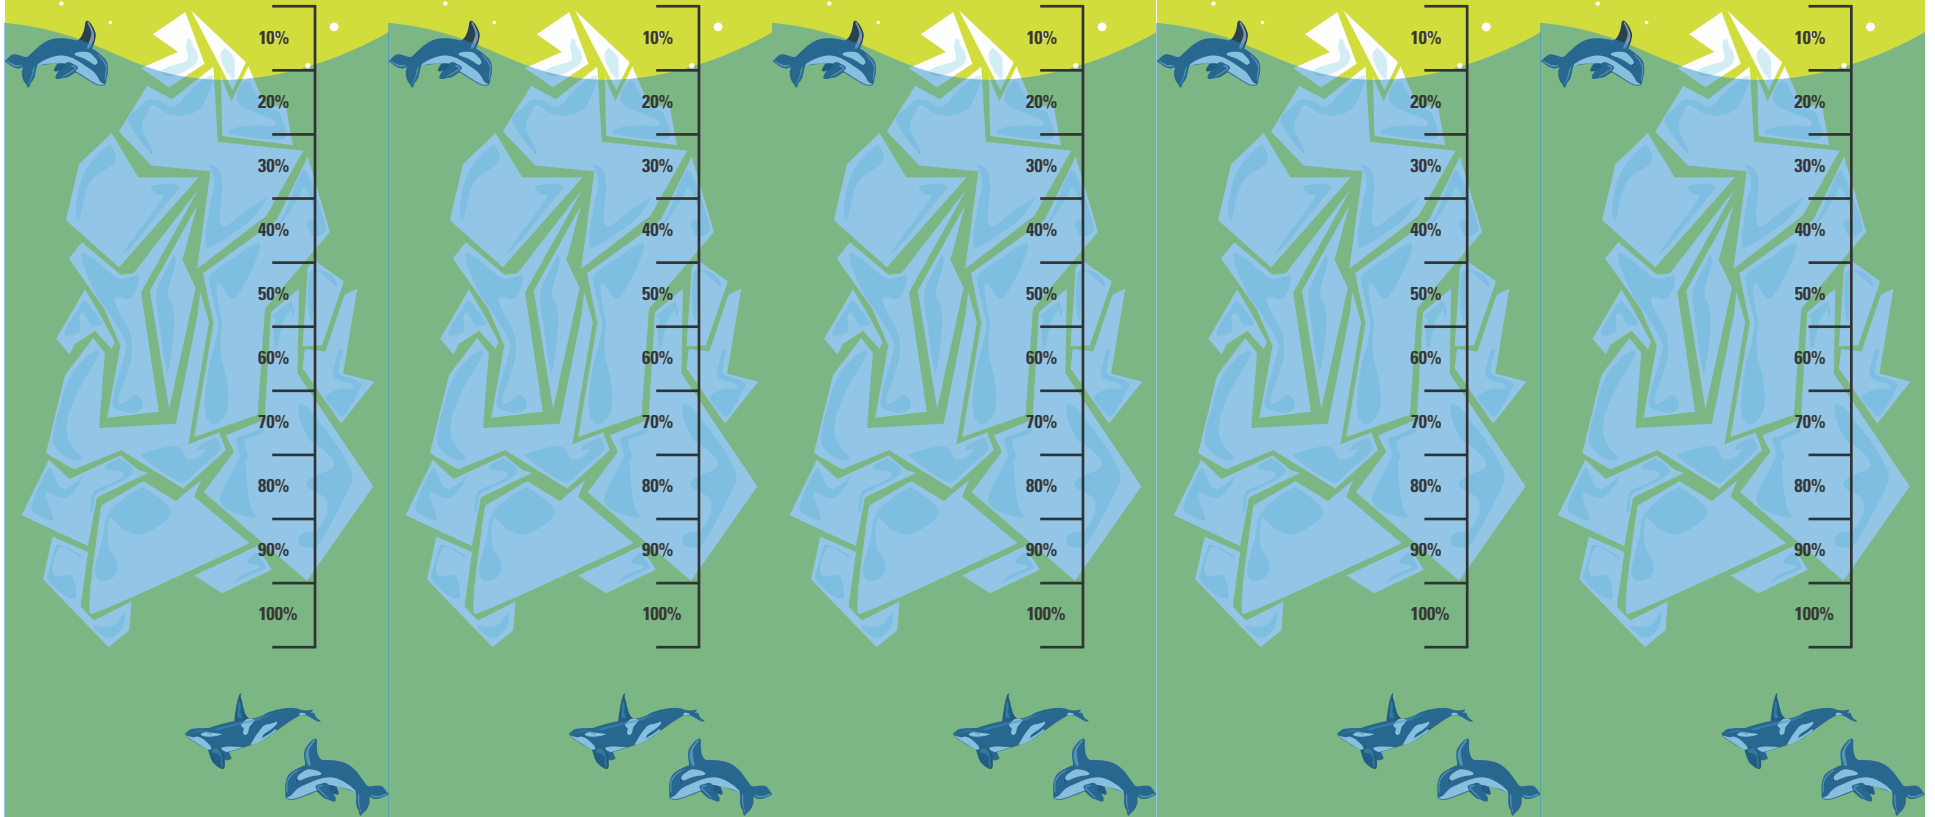 10% 10% 10% 10% 10%
20% 20% 20% 20% 20%
30% 30% 30% 30% 30%
40% 40% 40% 40% 40%
50% 50% 50% 50% 50%
60% 60% 60% 60% 60%
70% 70% 70% 70% 70%
80% 80% 80% 80% 80%
90% 90% 90% 90% 90%
100% 100% 100% 100% 100%